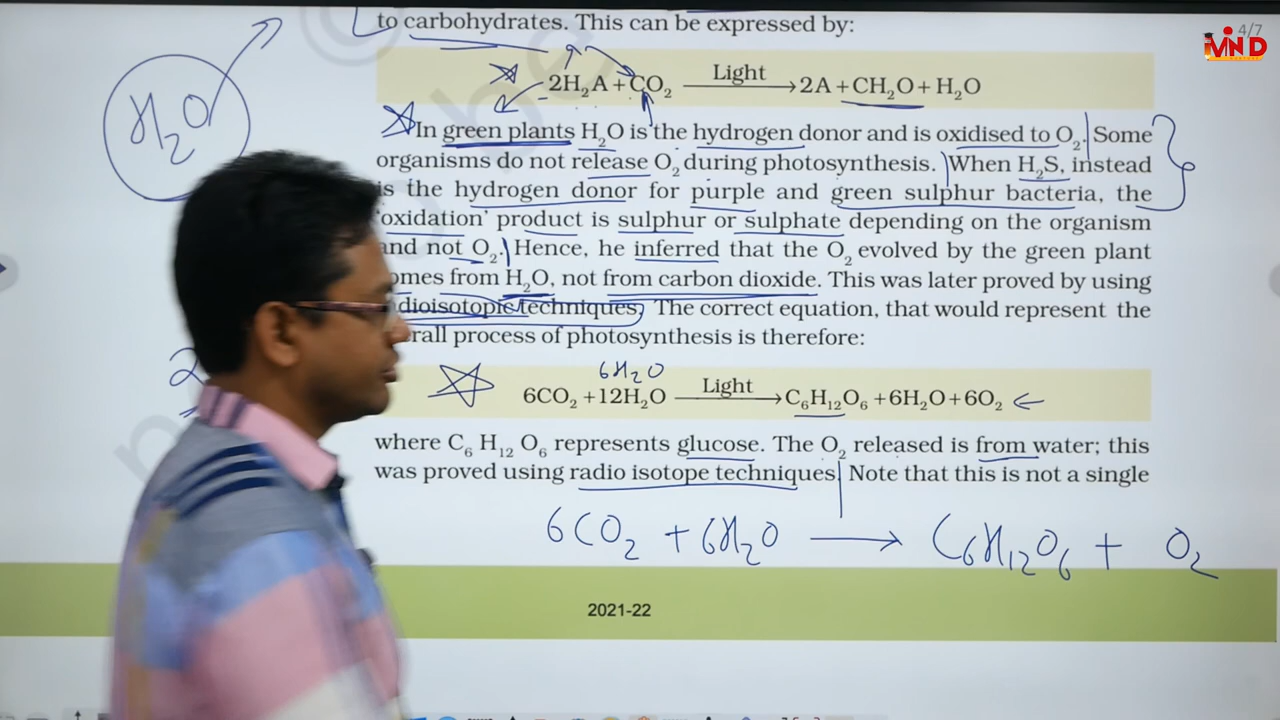 4/7
MIND
to carbohydrates. This can be expressed by:
H₂O
2H₂A + CO₂ Light → 2A + CH₂O + H₂O
In green plants H₂O is the hydrogen donor and is oxidised to O₂. Some
organisms do not release O₂ during photosynthesis. When H₂S, instead
is the hydrogen donor for purple and green sulphur bacteria, the
'oxidation' product is sulphur or sulphate depending on the organism
and not O₂. Hence, he inferred that the O₂ evolved by the green plant
omes from H₂O, not from carbon dioxide. This was later proved by using
dioisotopic techniques. The correct equation, that would represent the
rall process of photosynthesis is therefore:
2
6H₂O
6CO₂ + 12H₂O Light → C₆H₁₂O₆ + 6H₂O + 6O₂ ←
where C₆ H₁₂ O₆ represents glucose. The O₂ released is from water; this
was proved using radio isotope techniques. Note that this is not a single
6CO₂ + 6H₂O → C₆H₁₂O₆ + O₂
2021-22